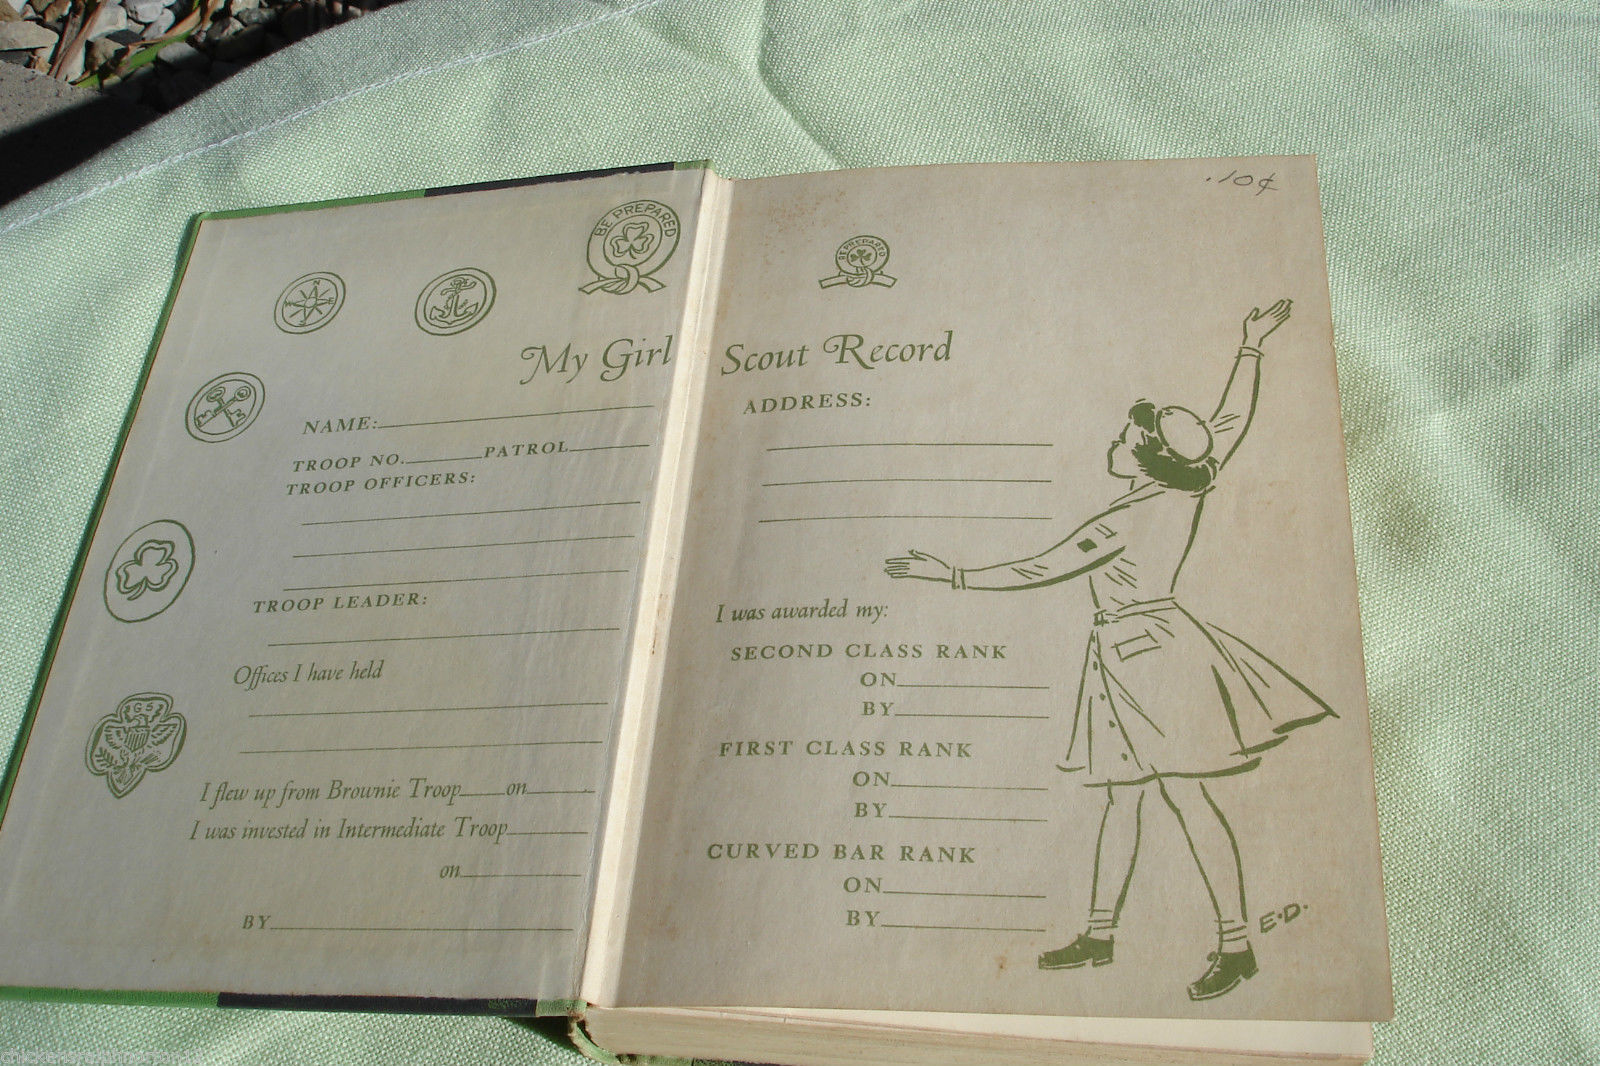 BE PREPARED
N
W E
S
My Girl
NAME:
TROOP NO. PATROL
TROOP OFFICERS:
TROOP LEADER:
Offices I have held
GS
I flew up from Brownie Troop on
I was invested in Intermediate Troop
on
BY
.10¢
BE PREPARED
Scout Record
ADDRESS:
I was awarded my:
SECOND CLASS RANK
ON
BY
FIRST CLASS RANK
ON
BY
CURVED BAR RANK
ON
BY
E.D.